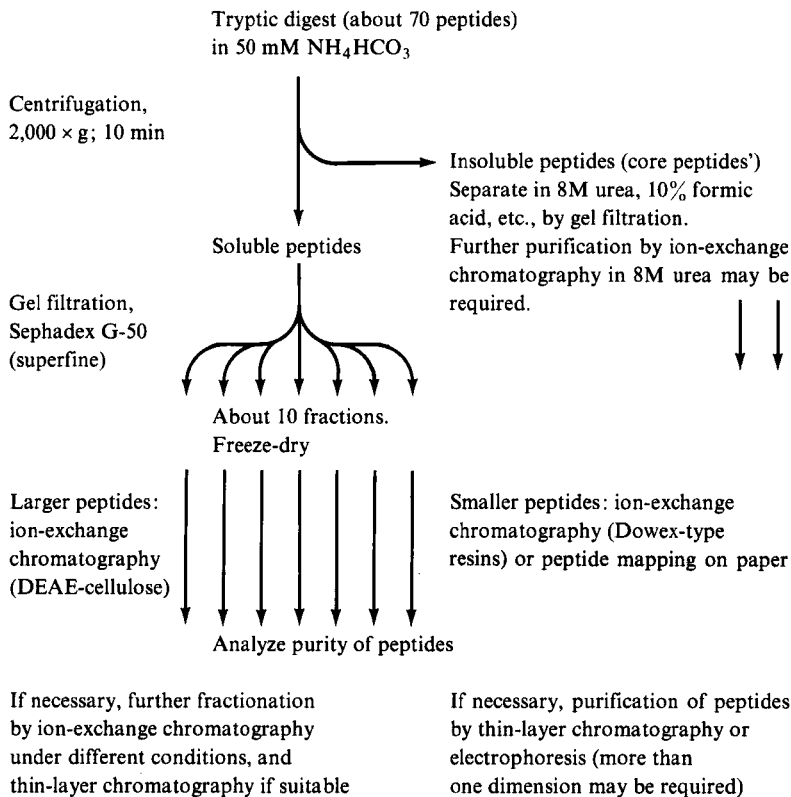 Tryptic digest (about 70 peptides)
in 50 mM NH₄HCO₃
Centrifugation,
2,000 × g; 10 min
Insoluble peptides (core peptides')
Separate in 8M urea, 10% formic
acid, etc., by gel filtration.
Further purification by ion-exchange
chromatography in 8M urea may be
required.
Soluble peptides
Gel filtration,
Sephadex G-50
(superfine)
About 10 fractions.
Freeze-dry
Larger peptides:
ion-exchange
chromatography
(DEAE-cellulose)
Smaller peptides: ion-exchange
chromatography (Dowex-type
resins) or peptide mapping on paper
Analyze purity of peptides
If necessary, further fractionation
by ion-exchange chromatography
under different conditions, and
thin-layer chromatography if suitable
If necessary, purification of peptides
by thin-layer chromatography or
electrophoresis (more than
one dimension may be required)